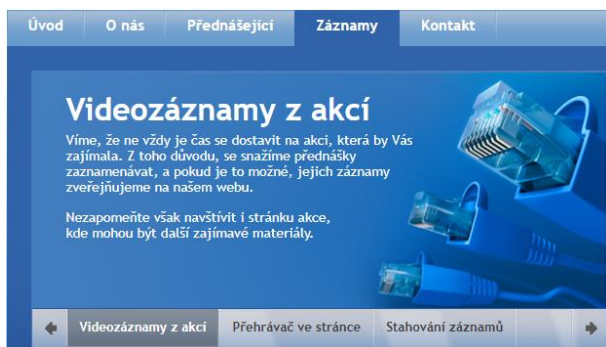 Úvod O nás Přednášející Záznamy Kontakt
Videozáznamy z akcí
Víme, že ne vždy je čas se dostavit na akci, která by Vás
zajímala. Z toho důvodu, se snažíme přednášky
zaznamenávat, a pokud je to možné, jejich záznamy
zveřejňujeme na našem webu.
Nezapomeňte však navštívit i stránku akce,
kde mohou být další zajímavé materiály.
Videozáznamy z akcí Přehrávač ve stránce Stahování záznamů